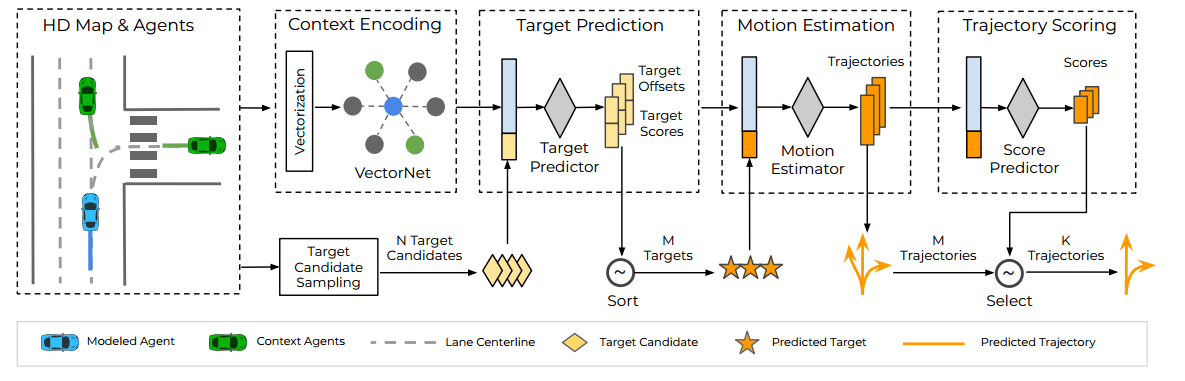 HD Map & Agents
Context Encoding
Target Prediction
Motion Estimation
Trajectory Scoring
Vectorization
VectorNet
Target
Offsets
Target
Scores
Target
Predictor
Trajectories
Motion
Estimator
Scores
Score
Predictor
Target
Candidate
Sampling
N Target
Candidates
~
Sort
M
Targets
M
Trajectories
~
Select
K
Trajectories
Modeled Agent
Context Agents
Lane Centerline
Target Candidate
Predicted Target
Predicted Trajectory